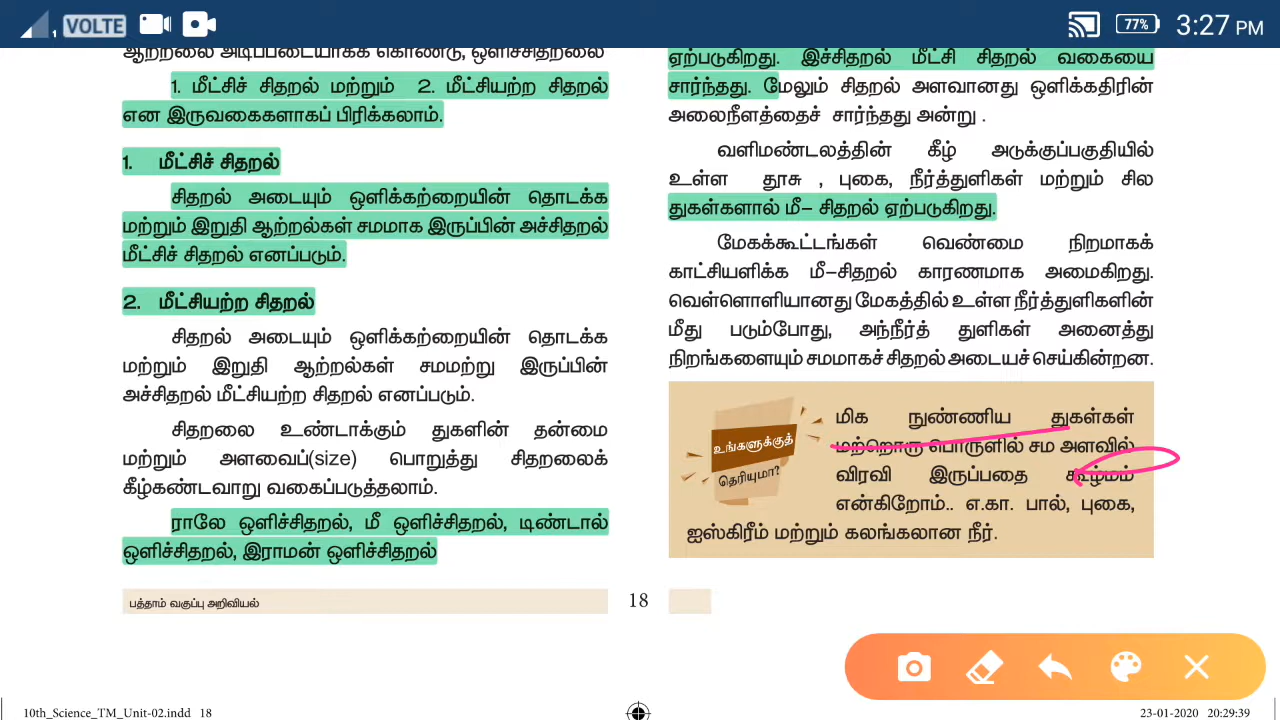 1 VOLTE 77% 3:27 PM
ஆற்றலை அடிப்படையாகக் கொண்டு, ஒளிச்சிதறலை
1. மீட்சிச் சிதறல் மற்றும் 2. மீட்சியற்ற சிதறல்
என இருவகைகளாகப் பிரிக்கலாம்.
1. மீட்சிச் சிதறல்
சிதறல் அடையும் ஒளிக்கற்றையின் தொடக்க
மற்றும் இறுதி ஆற்றல்கள் சமமாக இருப்பின் அச்சிதறல்
மீட்சிச் சிதறல் எனப்படும்.
2. மீட்சியற்ற சிதறல்
சிதறல் அடையும் ஒளிக்கற்றையின் தொடக்க
மற்றும் இறுதி ஆற்றல்கள் சமமற்று இருப்பின்
அச்சிதறல் மீட்சியற்ற சிதறல் எனப்படும்.
சிதறலை உண்டாக்கும் துகளின் தன்மை
மற்றும் அளவைப்(size) பொறுத்து சிதறலைக்
கீழ்கண்டவாறு வகைப்படுத்தலாம்.
ராலே ஒளிச்சிதறல், மீ ஒளிச்சிதறல், டிண்டால்
ஒளிச்சிதறல், இராமன் ஒளிச்சிதறல்
ஏற்படுகிறது. இச்சிதறல் மீட்சி சிதறல் வகையை
சார்ந்தது. மேலும் சிதறல் அளவானது ஒளிக்கதிரின்
அலைநீளத்தைச் சார்ந்தது அன்று .
வளிமண்டலத்தின் கீழ் அடுக்குப்பகுதியில்
உள்ள தூசு , புகை, நீர்த்துளிகள் மற்றும் சில
துகள்களால் மீ– சிதறல் ஏற்படுகிறது.
மேகக்கூட்டங்கள் வெண்மை நிறமாகக்
காட்சியளிக்க மீ–சிதறல் காரணமாக அமைகிறது.
வெள்ளொளியானது மேகத்தில் உள்ள நீர்த்துளிகளின்
மீது படும்போது, அந்நீர்த் துளிகள் அனைத்து
நிறங்களையும் சமமாகச் சிதறல் அடையச் செய்கின்றன.
உங்களுக்குத்
தெரியுமா?
மிக நுண்ணிய துகள்கள்
மற்றொரு பொருளில் சம அளவில்
விரவி இருப்பதை கூழ்மம்
என்கிறோம்.. எ.கா. பால், புகை,
ஐஸ்கிரீம் மற்றும் கலங்கலான நீர்.
பத்தாம் வகுப்பு அறிவியல்
18
10th_Science_TM_Unit-02.indd 18
23-01-2020 20:29:39